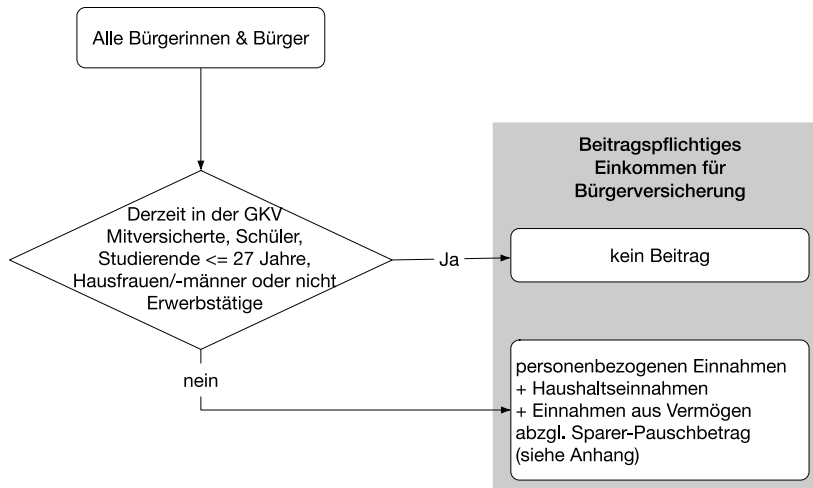 Alle Bürgerinnen & Bürger
Beitragspflichtiges
Einkommen für
Bürgerversicherung
Derzeit in der GKV
Mitversicherte, Schüler,
Studierende <= 27 Jahre,
Hausfrauen/-männer oder nicht
Erwerbstätige
Ja
kein Beitrag
nein
personenbezogenen Einnahmen
+ Haushaltseinnahmen
+ Einnahmen aus Vermögen
abzgl. Sparer-Pauschbetrag
(siehe Anhang)